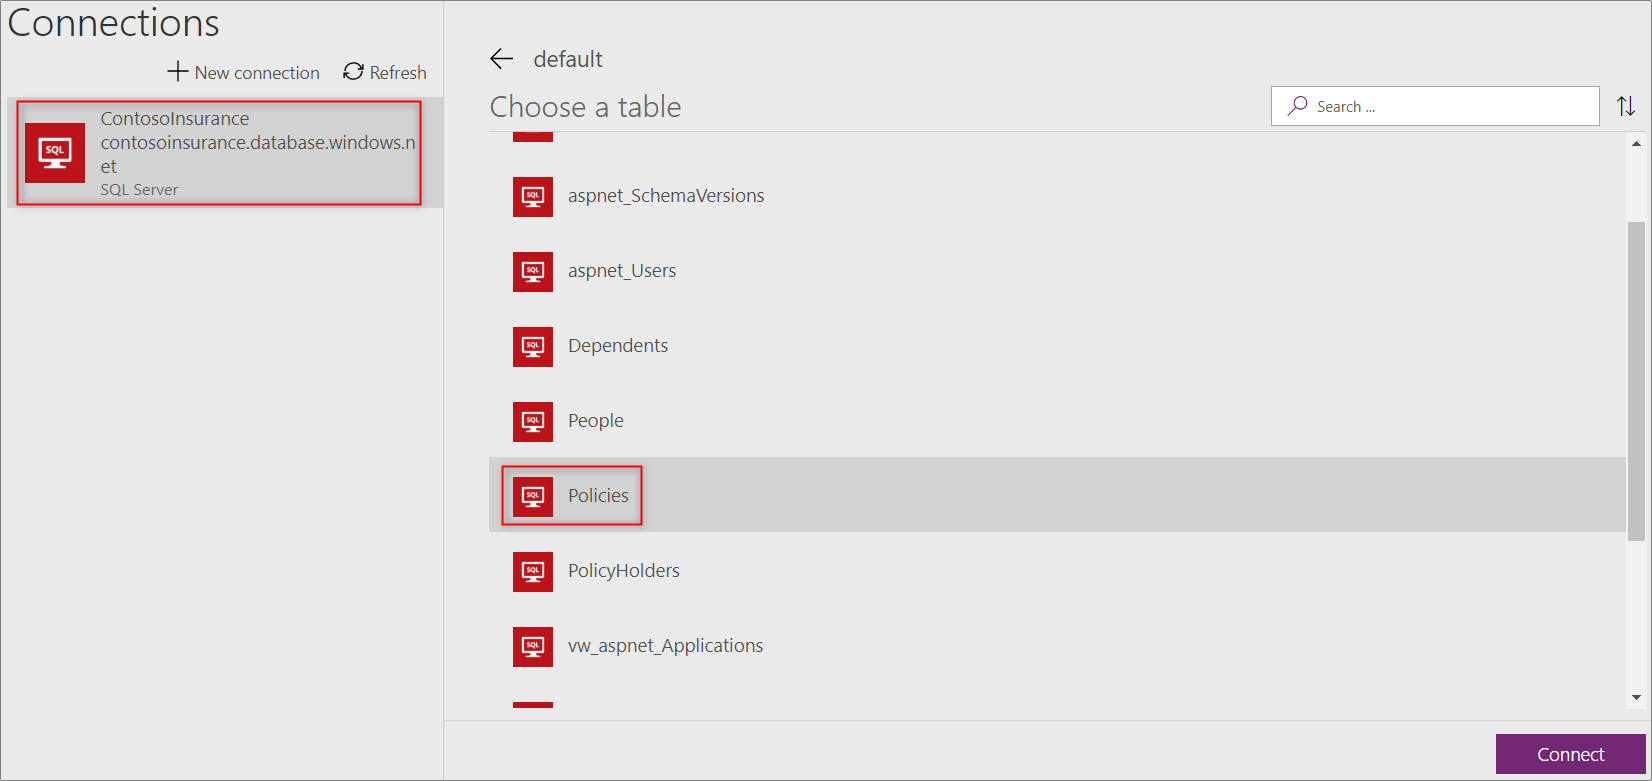 Connections
New connection
Refresh
ContosoInsurance
contosoinsurance.database.windows.n
et
SQL Server
SQL
default
Choose a table
Search ...
SQL
aspnet_SchemaVersions
SQL
aspnet_Users
SQL
Dependents
SQL
People
SQL
Policies
SQL
PolicyHolders
SQL
vw_aspnet_Applications
Connect